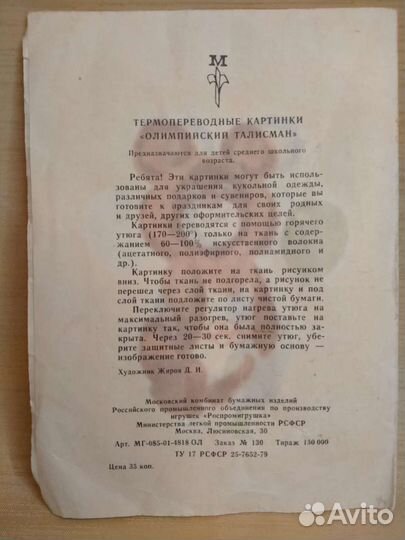 М
ТЕРМОПЕРЕВОДНЫЕ КАРТИНКИ
«ОЛИМПИЙСКИЙ ТАЛИСМАН»
Предназначаются для детей среднего школьного
возраста.
Ребята! Эти картинки могут быть исполь-
зованы для украшения кукольной одежды,
различных подарков и сувениров, которые вы
готовите к праздникам для своих родных
и друзей, других оформительских целей.
Картинки переводятся с помощью горячего
утюга (170—200°) только на ткань с содер-
жанием 60—100% искусственного волокна
(ацетатного, полиэфирного, полиамидного и
др.).
Картинку положите на ткань рисунком
вниз. Чтобы ткань не подгорела, а рисунок не
перешел через слой ткани, на картинку и под
слой ткани подложите по листу чистой бумаги.
Переключите регулятор нагрева утюга на
максимальный разогрев, утюг поставьте на
картинку так, чтобы она была полностью за-
крыта. Через 20—30 сек. снимите утюг, убе-
рите защитные листы и бумажную основу —
изображение готово.
Художник Жиров Д. И.
Московский комбинат бумажных изделий
Российского промышленного объединения по производству
игрушек «Роспромигрушка»
Министерства легкой промышленности РСФСР
Москва, Люсиновская, 30
Арт. МГ-085-01-4818 ОЛ Заказ № 130 Тираж 150 000
ТУ 17 РСФСР 25-7652-79
Цена 35 коп.
Avito